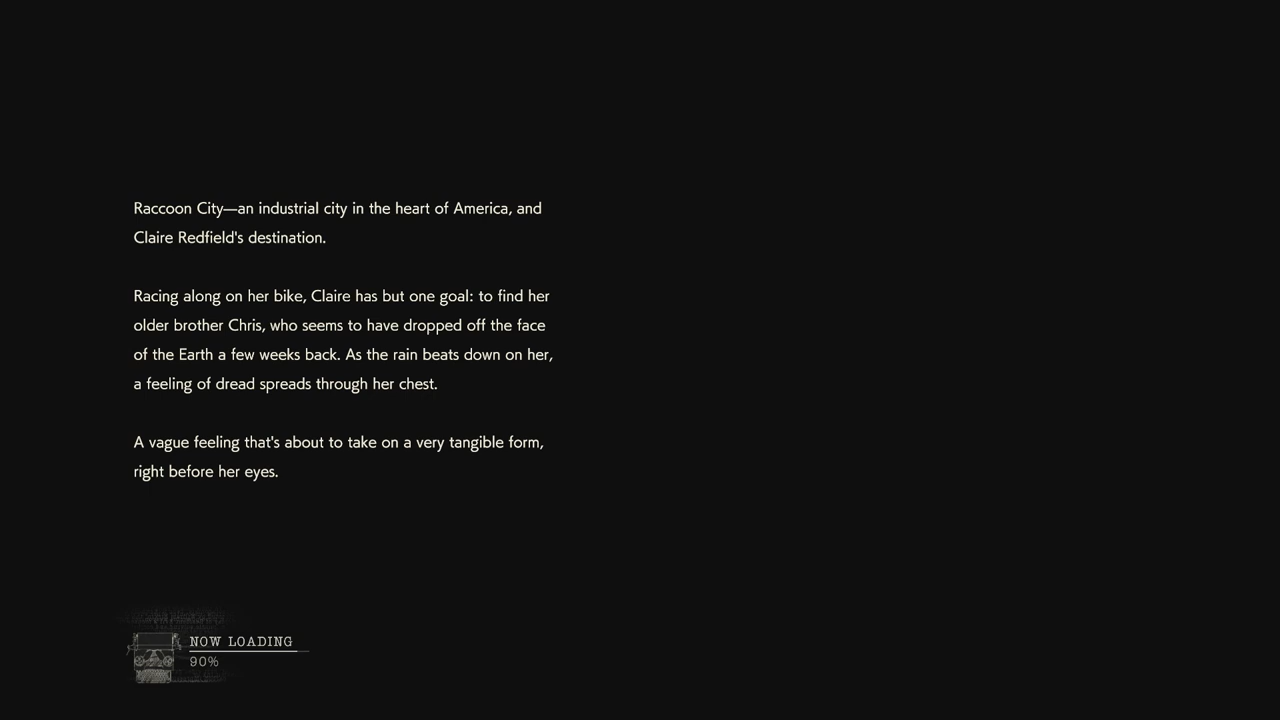 Raccoon City—an industrial city in the heart of America, and
Claire Redfield's destination.
Racing along on her bike, Claire has but one goal: to find her
older brother Chris, who seems to have dropped off the face
of the Earth a few weeks back. As the rain beats down on her,
a feeling of dread spreads through her chest.
A vague feeling that's about to take on a very tangible form,
right before her eyes.
NOW LOADING
90%